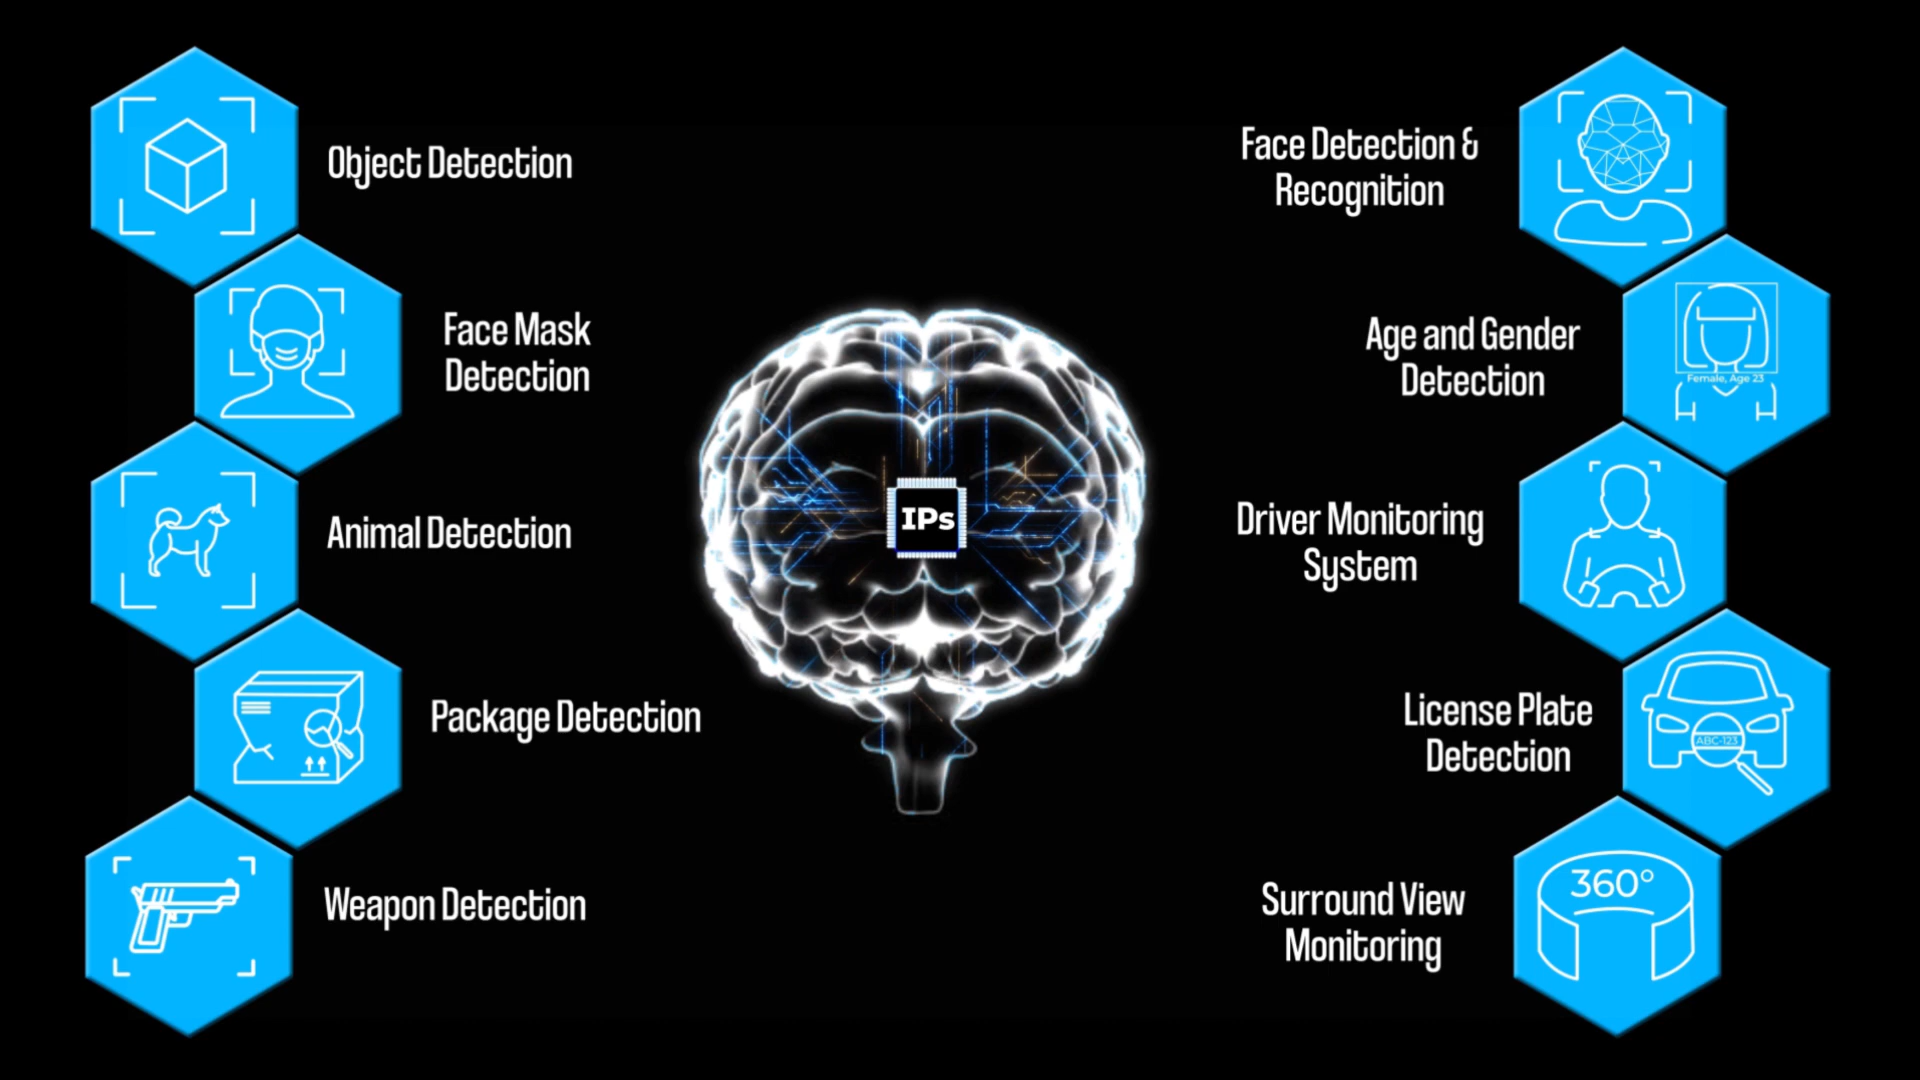 Object Detection
Face Mask
Detection
Animal Detection
Package Detection
Weapon Detection
IPs
Face Detection &
Recognition
Age and Gender
Detection
Female, Age 23
Driver Monitoring
System
License Plate
Detection
ABC-123
Surround View
Monitoring
360°